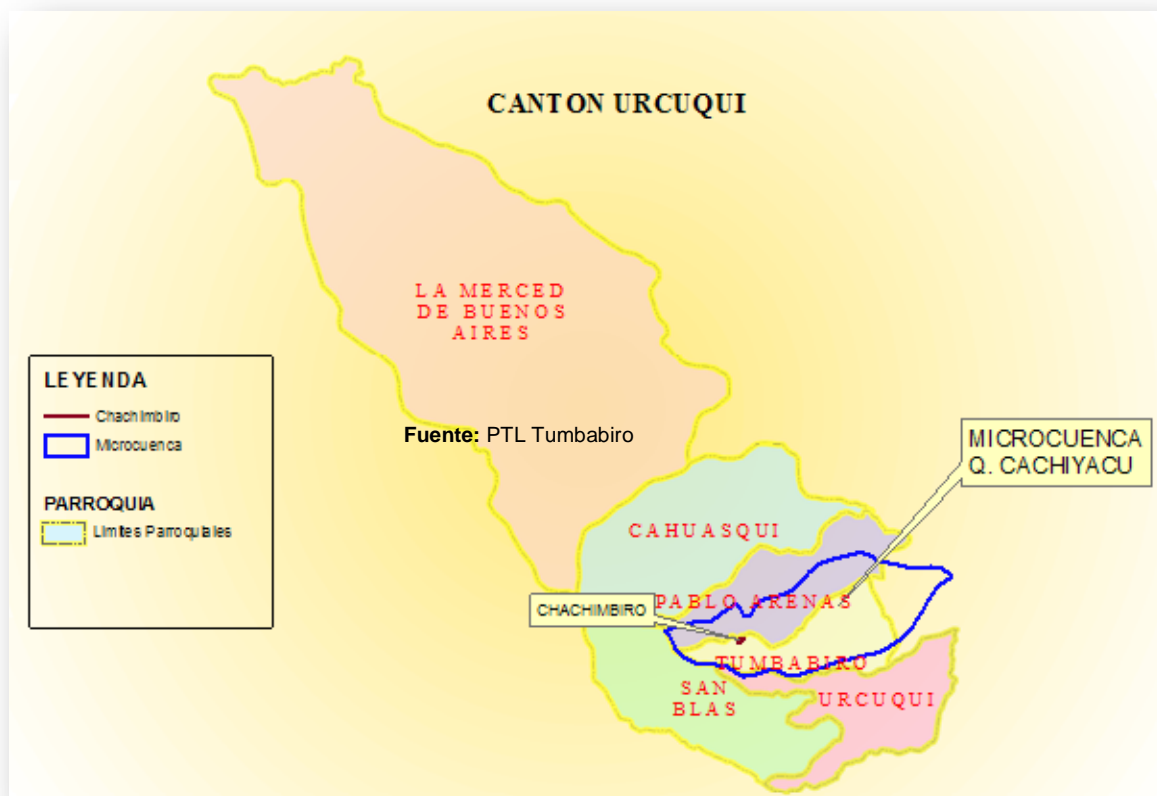 CANTON URCUQUI
LA MERCED
DE BUENOS
AIRES
LEYENDA
Chachimbiro
Microcuenca
PARROQUIA
Limites Parroquiales
Fuente: PTL Tumbabiro
MICROCUENCA
Q. CACHIYACU
CAHUASQUI
PABLO ARENAS
CHACHIMBIRO
TUMBABIRO
SAN
BLAS
URCUQUI